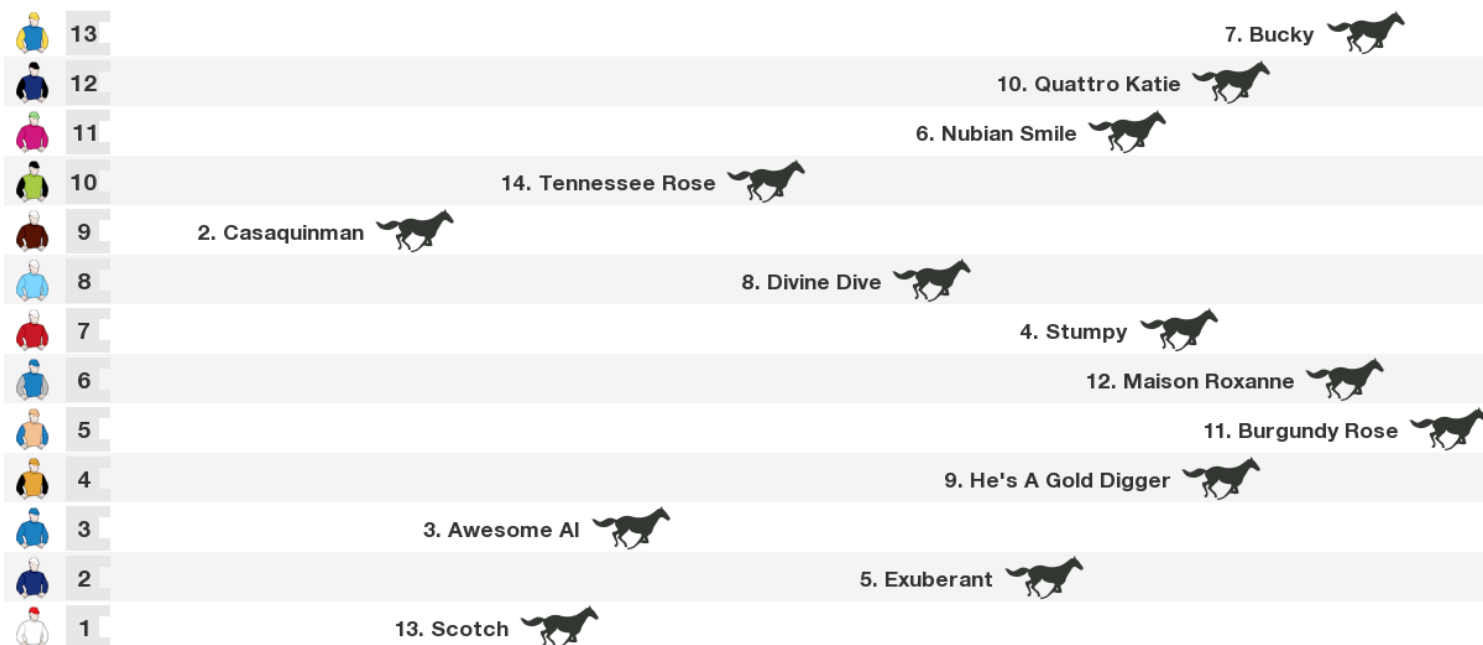 13 7. Bucky
12 10. Quattro Katie
11 6. Nubian Smile
10 14. Tennessee Rose
9 2. Casaquinman
8 8. Divine Dive
7 4. Stumpy
6 12. Maison Roxanne
5 11. Burgundy Rose
4 9. He's A Gold Digger
3 3. Awesome Al
2 5. Exuberant
1 13. Scotch